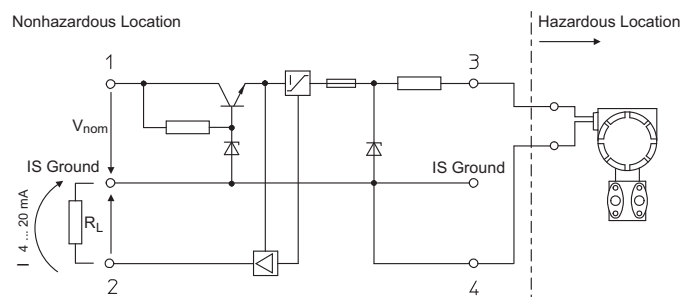 Nonhazardous Location
Hazardous Location
1
3
Vnom
IS Ground
IS Ground
I 4 ... 20 mA
RL
2
4